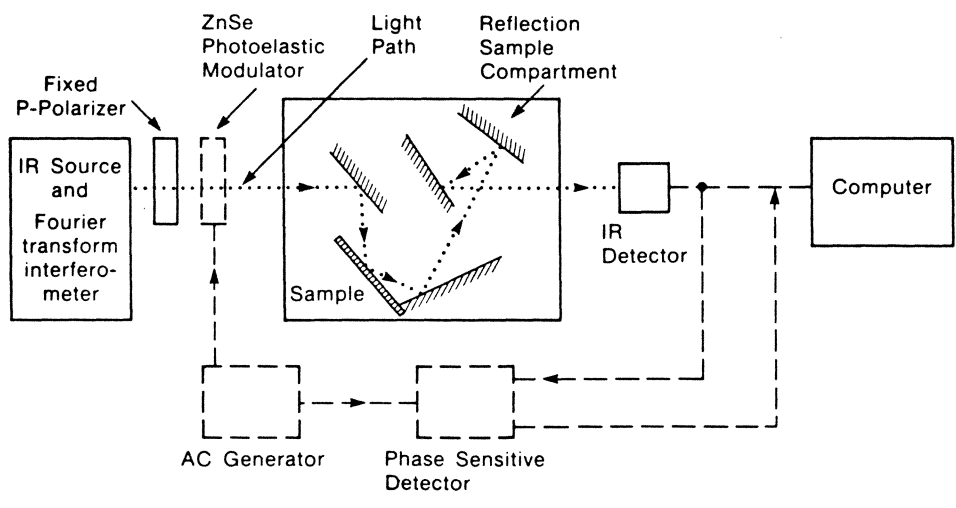 ZnSe
Photoelastic
Modulator
Light
Path
Reflection
Sample
Compartment
Fixed
P-Polarizer
IR Source
and
Fourier
transform
interfero-
meter
Sample
IR
Detector
Computer
AC Generator
Phase Sensitive
Detector